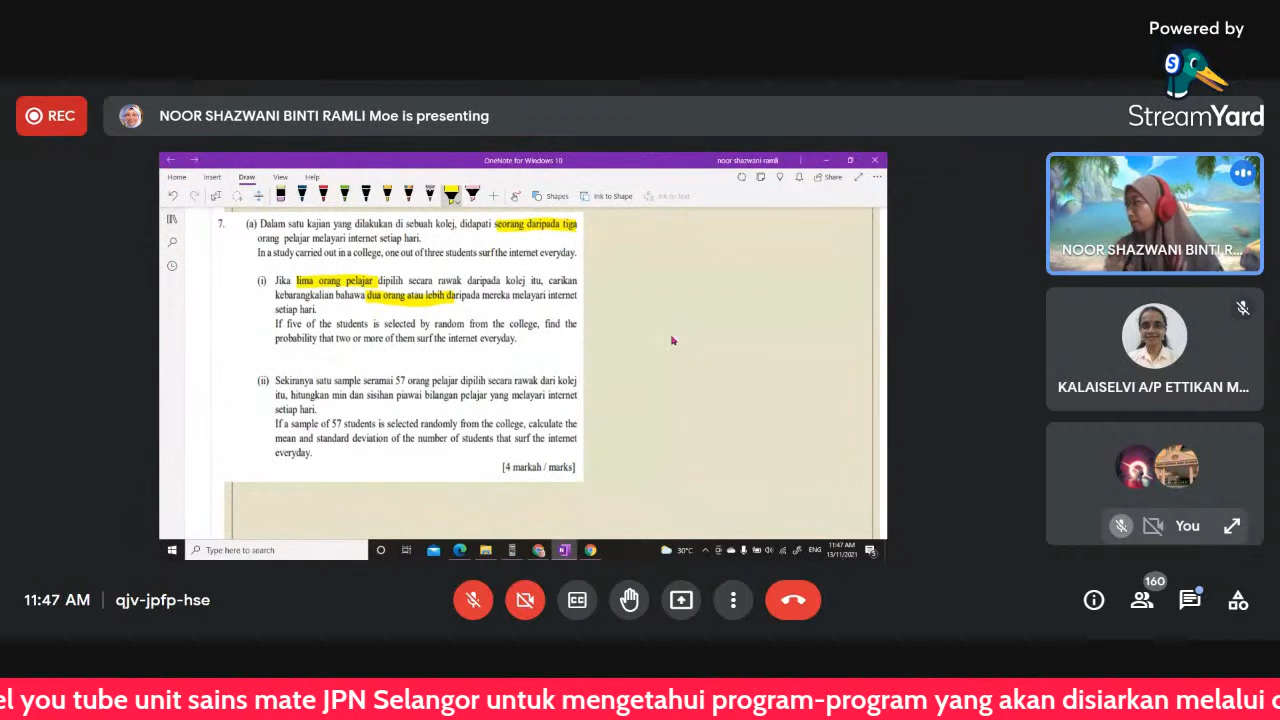 Powered by
StreamYard
REC
NOOR SHAZWANI BINTI RAMLI Moe is presenting
OneNote for Windows 10
noor shazwani ramli
Home Insert Draw View Help
Share
Shapes
Ink to Shape
Ink to Text
7. (a) Dalam satu kajian yang dilakukan di sebuah kolej, didapati seorang daripada tiga
orang pelajar melayari internet setiap hari.
In a study carried out in a college, one out of three students surf the internet everyday.
(i) Jika lima orang pelajar dipilih secara rawak daripada kolej itu, carikan
kebarangkalian bahawa dua orang atau lebih daripada mereka melayari internet
setiap hari.
If five of the students is selected by random from the college, find the
probability that two or more of them surf the internet everyday.
(ii) Sekiranya satu sample seramai 57 orang pelajar dipilih secara rawak dari kolej
itu, hitungkan min dan sisihan piawai bilangan pelajar yang melayari internet
setiap hari.
If a sample of 57 students is selected randomly from the college, calculate the
mean and standard deviation of the number of students that surf the internet
everyday.
[4 markah / marks]
Type here to search
30°C
ENG
11:47 AM
13/11/2021
NOOR SHAZWANI BINTI R...
KALAISELVI A/P ETTIKAN M...
You
11:47 AM
qjv-jpfp-hse
CC
160
el you tube unit sains mate JPN Selangor untuk mengetahui program-program yang akan disiarkan melalui c